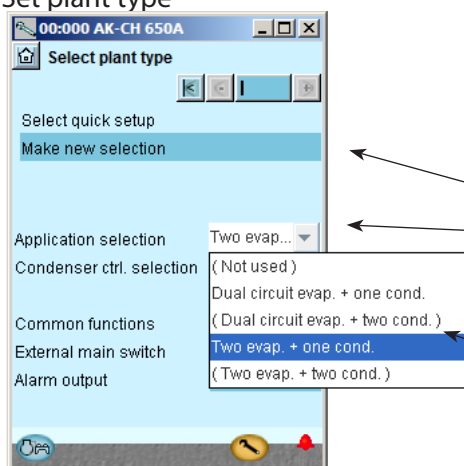 Set plant type
00:000 AK-CH 650A
Select plant type
Select quick setup
Make new selection
Application selection Two evap...
Condenser ctrl. selection
( Not used )
Dual circuit evap. + one cond.
( Dual circuit evap. + two cond. )
Two evap. + one cond.
( Two evap. + two cond. )
Common functions
External main switch
Alarm output